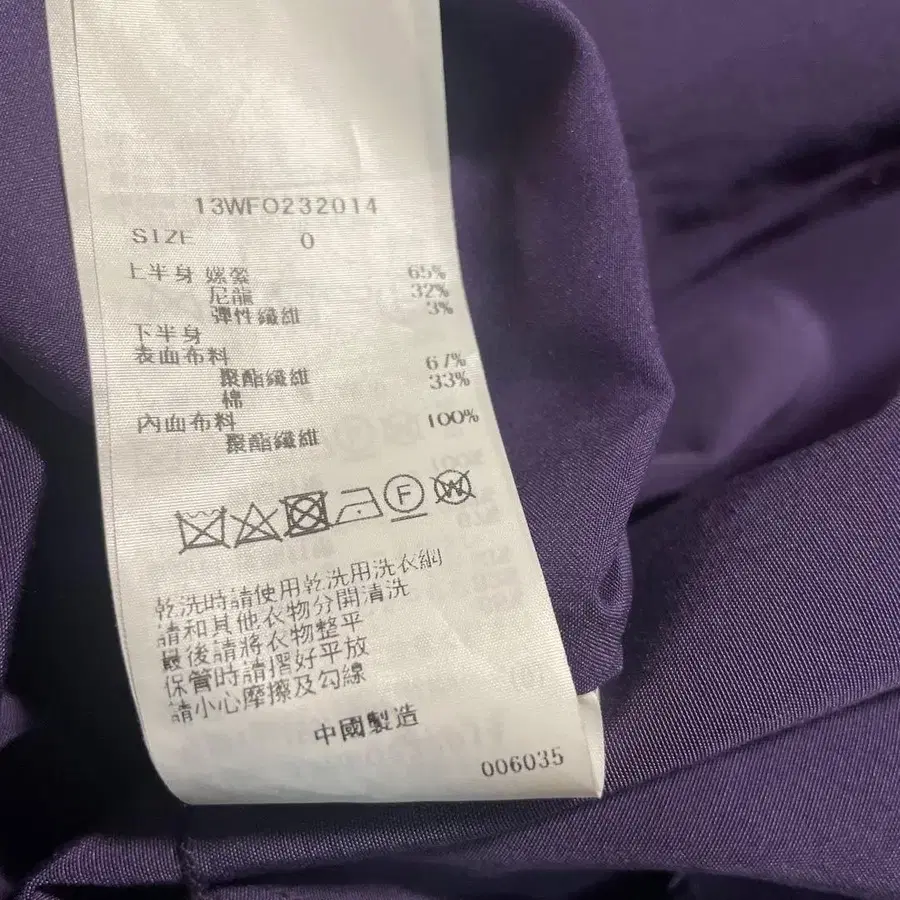 13WFO232014
SIZE 0
上半身 嫘縈 65%
尼龍 32%
彈性纖維 3%
下半身
表面布料
聚酯纖維 67%
棉 33%
內面布料
聚酯纖維 100%
F W
乾洗時請使用乾洗用洗衣網
請和其他衣物分開清洗
最後請將衣物整平
保管時請摺好平放
請小心摩擦及勾線
中國製造
006035